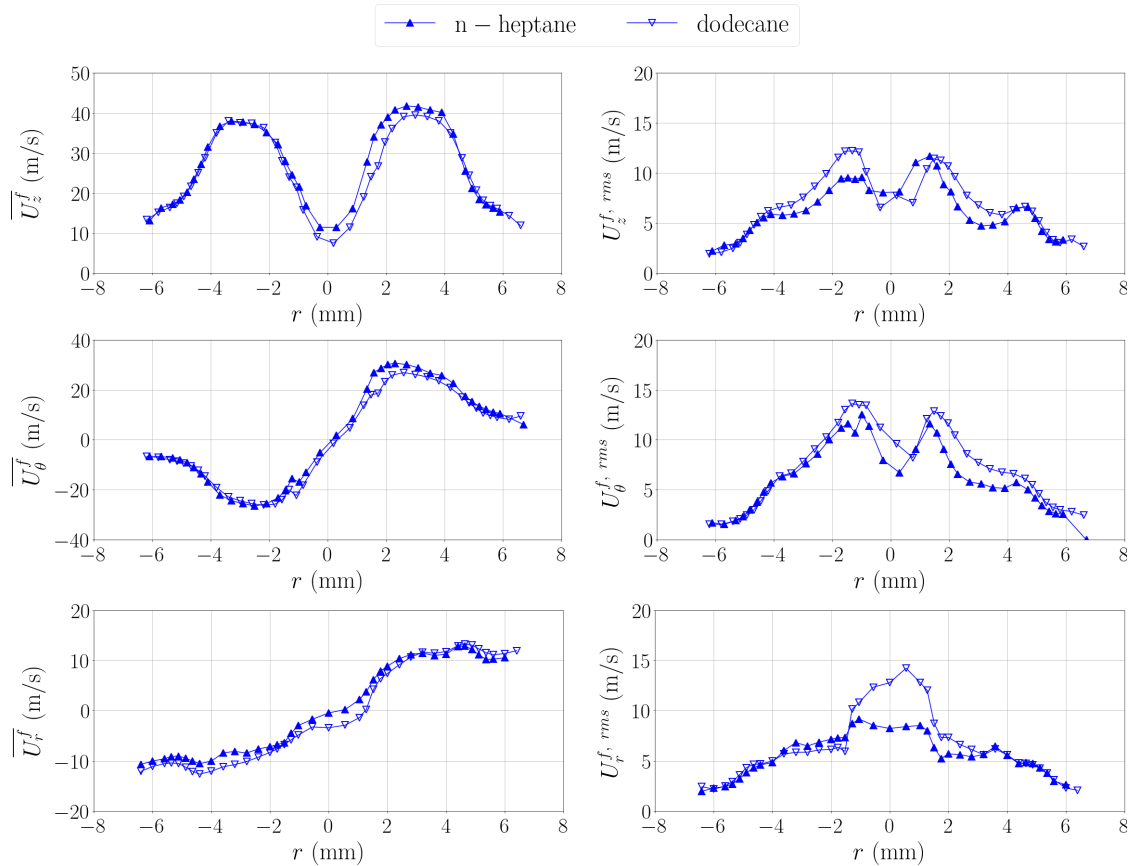 n − heptane dodecane
50
40
30
20
10
0
−8 −6 −4 −2 0 2 4 6 8
r (mm)
$\overline{U_z^f}$ (m/s)
20
15
10
5
0
−8 −6 −4 −2 0 2 4 6 8
r (mm)
$U_z^{f, rms}$ (m/s)
40
20
0
−20
−40
−8 −6 −4 −2 0 2 4 6 8
r (mm)
$\overline{U_θ^f}$ (m/s)
20
15
10
5
0
−8 −6 −4 −2 0 2 4 6 8
r (mm)
$U_θ^{f, rms}$ (m/s)
20
10
0
−10
−20
−8 −6 −4 −2 0 2 4 6 8
r (mm)
$\overline{U_r^f}$ (m/s)
20
15
10
5
0
−8 −6 −4 −2 0 2 4 6 8
r (mm)
$U_r^{f, rms}$ (m/s)